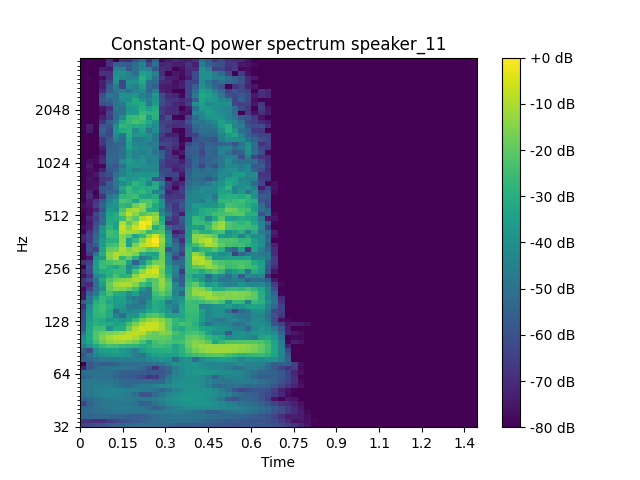 Constant-Q power spectrum speaker_11
Hz
2048
1024
512
256
128
64
32
0 0.15 0.3 0.45 0.6 0.75 0.9 1.1 1.2 1.4
Time
+0 dB
-10 dB
-20 dB
-30 dB
-40 dB
-50 dB
-60 dB
-70 dB
-80 dB